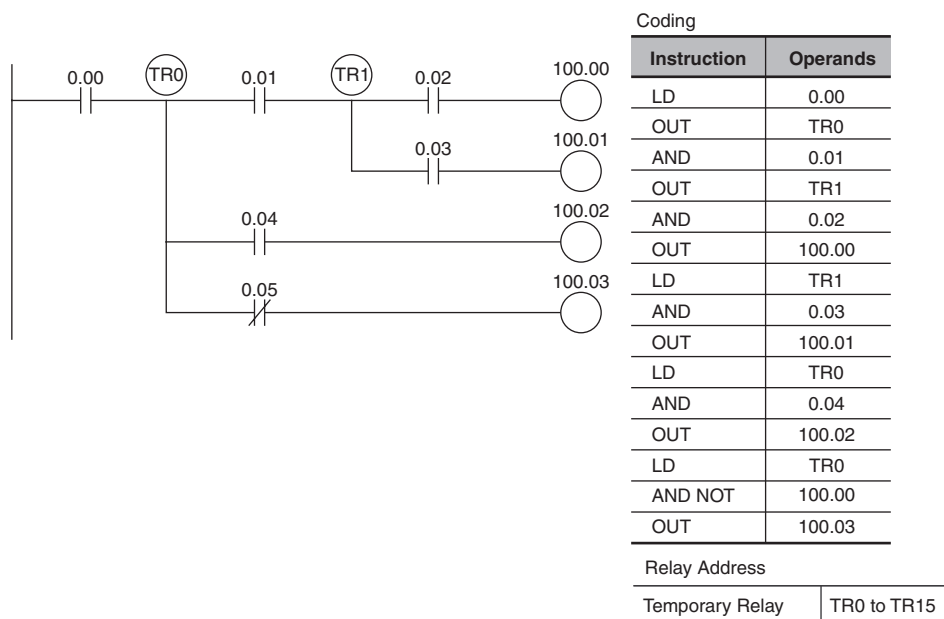 0.00 TR0 0.01 TR1 0.02 100.00
0.03 100.01
0.04 100.02
0.05 100.03
Coding
Instruction Operands
LD 0.00
OUT TR0
AND 0.01
OUT TR1
AND 0.02
OUT 100.00
LD TR1
AND 0.03
OUT 100.01
LD TR0
AND 0.04
OUT 100.02
LD TR0
AND NOT 100.00
OUT 100.03
Relay Address
Temporary Relay TR0 to TR15